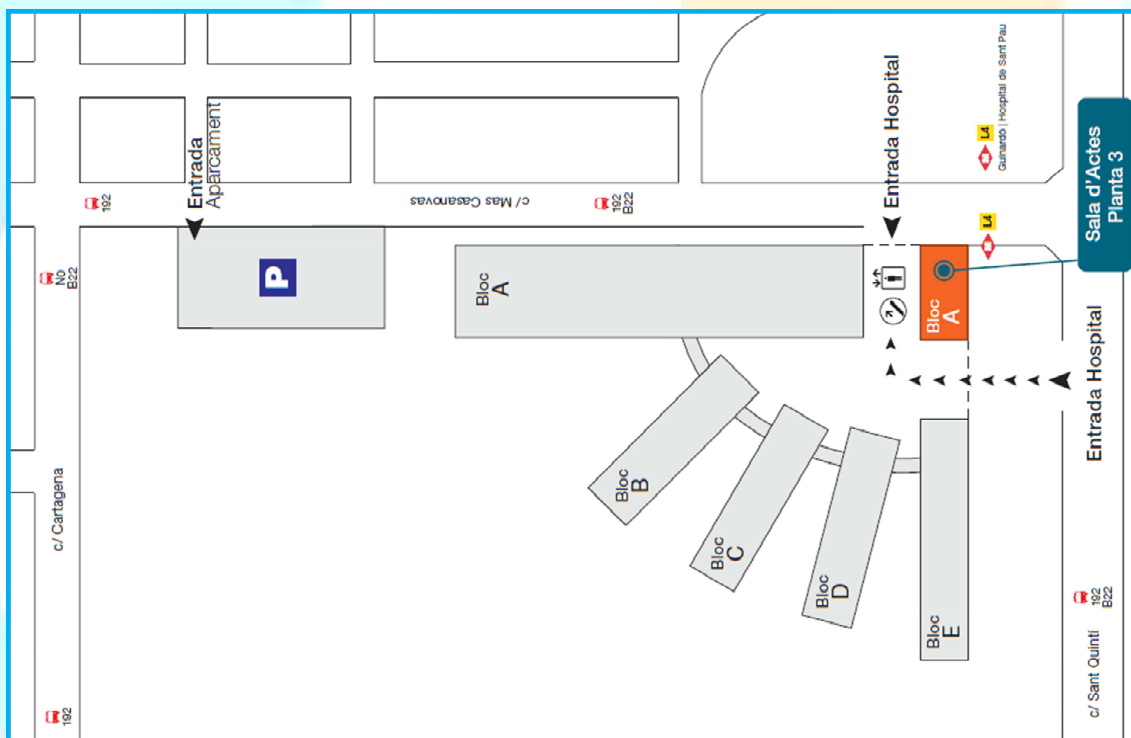 Entrada
Aparcament
Entrada Hospital
L4
Guinardó | Hospital de Sant Pau
Sala d'Actes
Planta 3
192
c/ Mas Casanovas
192
B22
L4
N0
B22
P
Bloc
A
Bloc
A
Entrada Hospital
Bloc
B
Bloc
C
Bloc
D
Bloc
E
c/ Cartagena
192
192
B22
c/ Sant Quintí